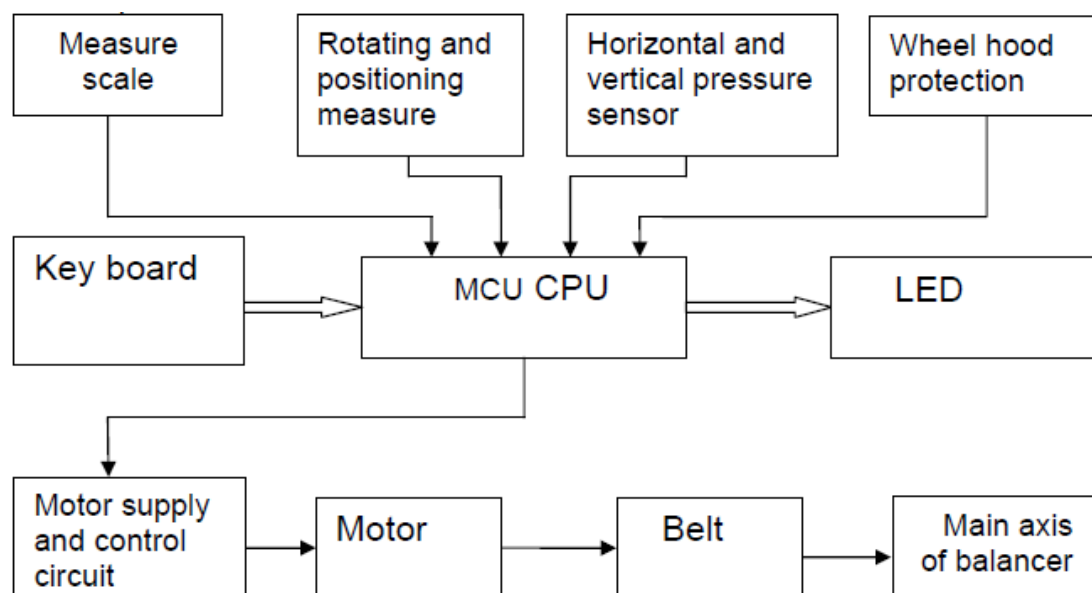 Measure
scale
Rotating and
positioning
measure
Horizontal and
vertical pressure
sensor
Wheel hood
protection
Key board
MCU CPU
LED
Motor supply
and control
circuit
Motor
Belt
Main axis
of balancer